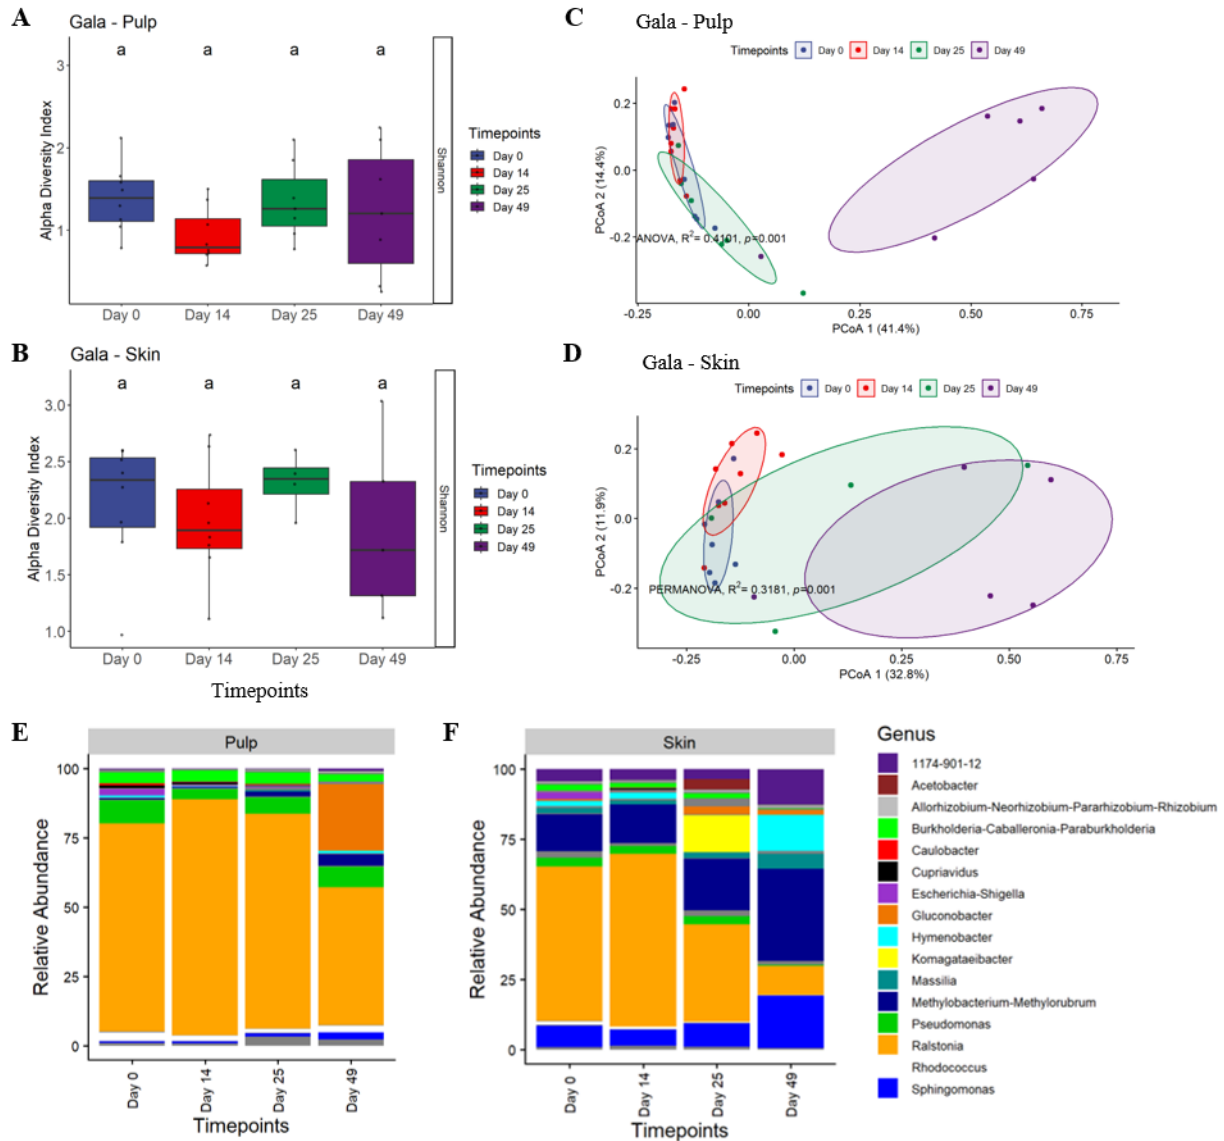 A
Gala - Pulp
a a a a
Alpha Diversity Index
3
2
1
Day 0 Day 14 Day 25 Day 49
Shannon
Timepoints
Day 0
Day 14
Day 25
Day 49
B
Gala - Skin
a a a a
Alpha Diversity Index
3.0
2.5
2.0
1.5
1.0
Day 0 Day 14 Day 25 Day 49
Timepoints
Shannon
Timepoints
Day 0
Day 14
Day 25
Day 49
C
Gala - Pulp
Timepoints Day 0 Day 14 Day 25 Day 49
PCoA 2 (14.4%)
0.2
0.0
-0.2
ANOVA, R²= 0.4101, p=0.001
-0.25 0.00 0.25 0.50 0.75
PCoA 1 (41.4%)
D
Gala - Skin
Timepoints Day 0 Day 14 Day 25 Day 49
PCoA 2 (11.9%)
0.2
0.0
-0.2
PERMANOVA, R²= 0.3181, p=0.001
-0.25 0.00 0.25 0.50 0.75
PCoA 1 (32.8%)
E
Pulp
Relative Abundance
100
75
50
25
0
Day 0 Day 14 Day 25 Day 49
Timepoints
F
Skin
Relative Abundance
100
75
50
25
0
Day 0 Day 14 Day 25 Day 49
Timepoints
Genus
1174-901-12
Acetobacter
Allorhizobium-Neorhizobium-Pararhizobium-Rhizobium
Burkholderia-Caballeronia-Paraburkholderia
Caulobacter
Cupriavidus
Escherichia-Shigella
Gluconobacter
Hymenobacter
Komagataeibacter
Massilia
Methylobacterium-Methylorubrum
Pseudomonas
Ralstonia
Rhodococcus
Sphingomonas